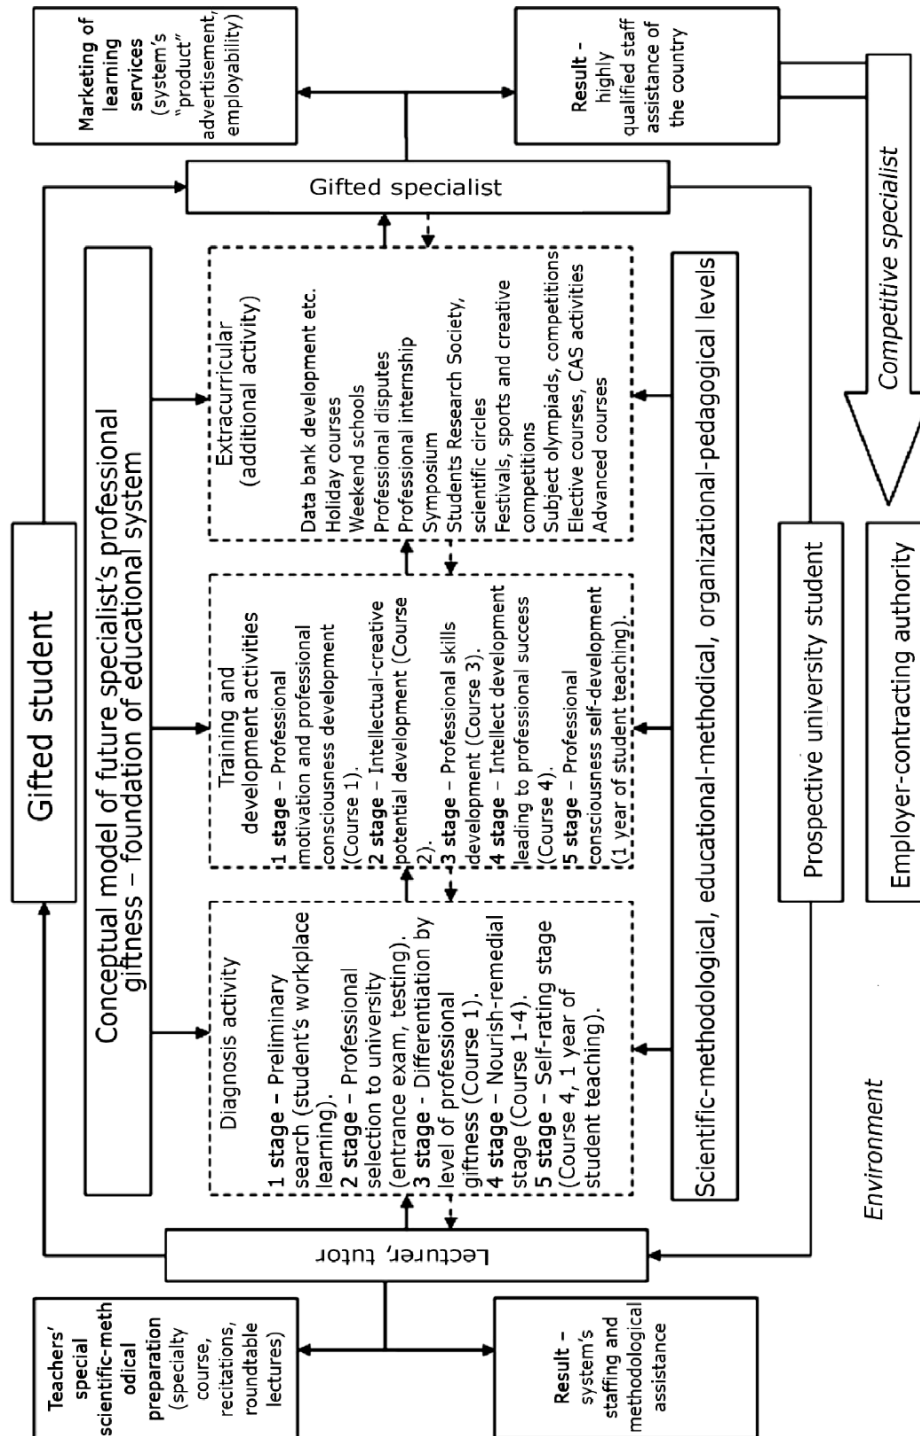 Gifted student
Conceptual model of future specialist's professional
giftness – foundation of educational system
Teachers'
special
scientific-meth
odical
preparation
(specialty
course,
recitations,
roundtable
lectures)
Result –
system's
staffing and
methodological
assistance
Lecturer, tutor
Diagnosis activity
1 stage – Preliminary
search (student's workplace
learning).
2 stage – Professional
selection to university
(entrance exam, testing).
3 stage - Differentiation by
level of professional
giftness (Course 1).
4 stage – Nourish-remedial
stage (Course 1-4).
5 stage – Self-rating stage
(Course 4, 1 year of
student teaching).
Training and
development activities
1 stage – Professional
motivation and professional
consciousness development
(Course 1).
2 stage – Intellectual-creative
potential development (Course
2).
3 stage – Professional skills
development (Course 3).
4 stage – Intellect development
leading to professional success
(Course 4).
5 stage – Professional
consciousness self-development
(1 year of student teaching).
Extracurricular
(additional activity)
Data bank development etc.
Holiday courses
Weekend schools
Professional disputes
Professional internship
Symposium
Students Research Society,
scientific circles
Festivals, sports and creative
competitions
Subject olympiads, competitions
Elective courses, CAS activities
Advanced courses
Gifted specialist
Marketing of
learning
services
(system's
"product"
advertisement,
employability)
Result –
highly
qualified staff
assistance of
the country
Scientific-methodological, educational-methodical, organizational-pedagogical levels
Prospective university student
Competitive specialist
Environment
Employer-contracting authority